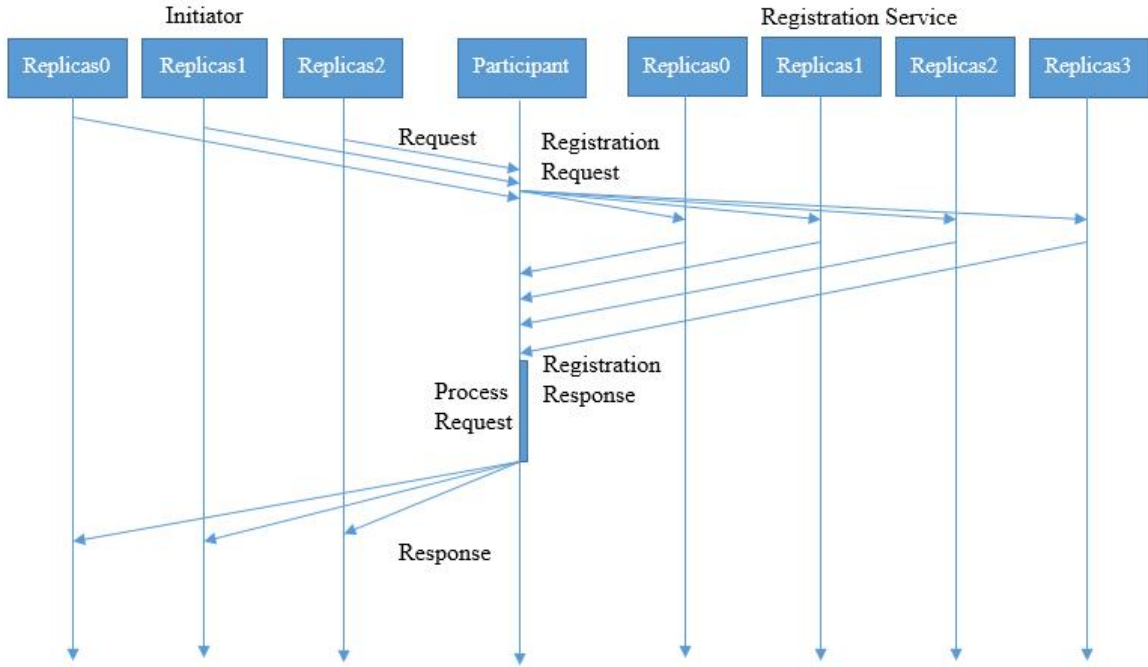 Initiator
Registration Service
Replicas0
Replicas1
Replicas2
Participant
Replicas0
Replicas1
Replicas2
Replicas3
Request
Registration
Request
Registration
Response
Process
Request
Response